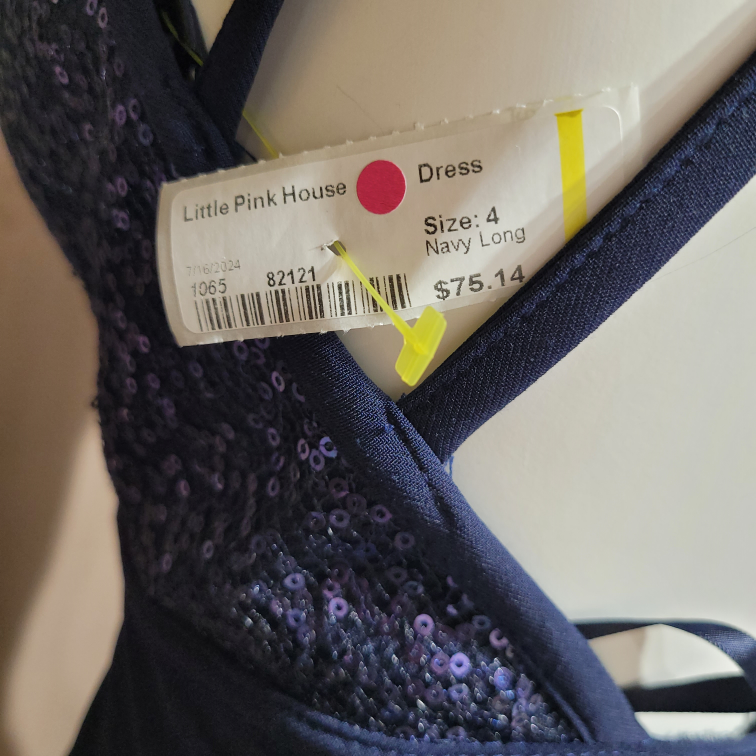 Little Pink House
Dress
Size: 4
Navy Long
7/16/2024
1065 82121
$75.14